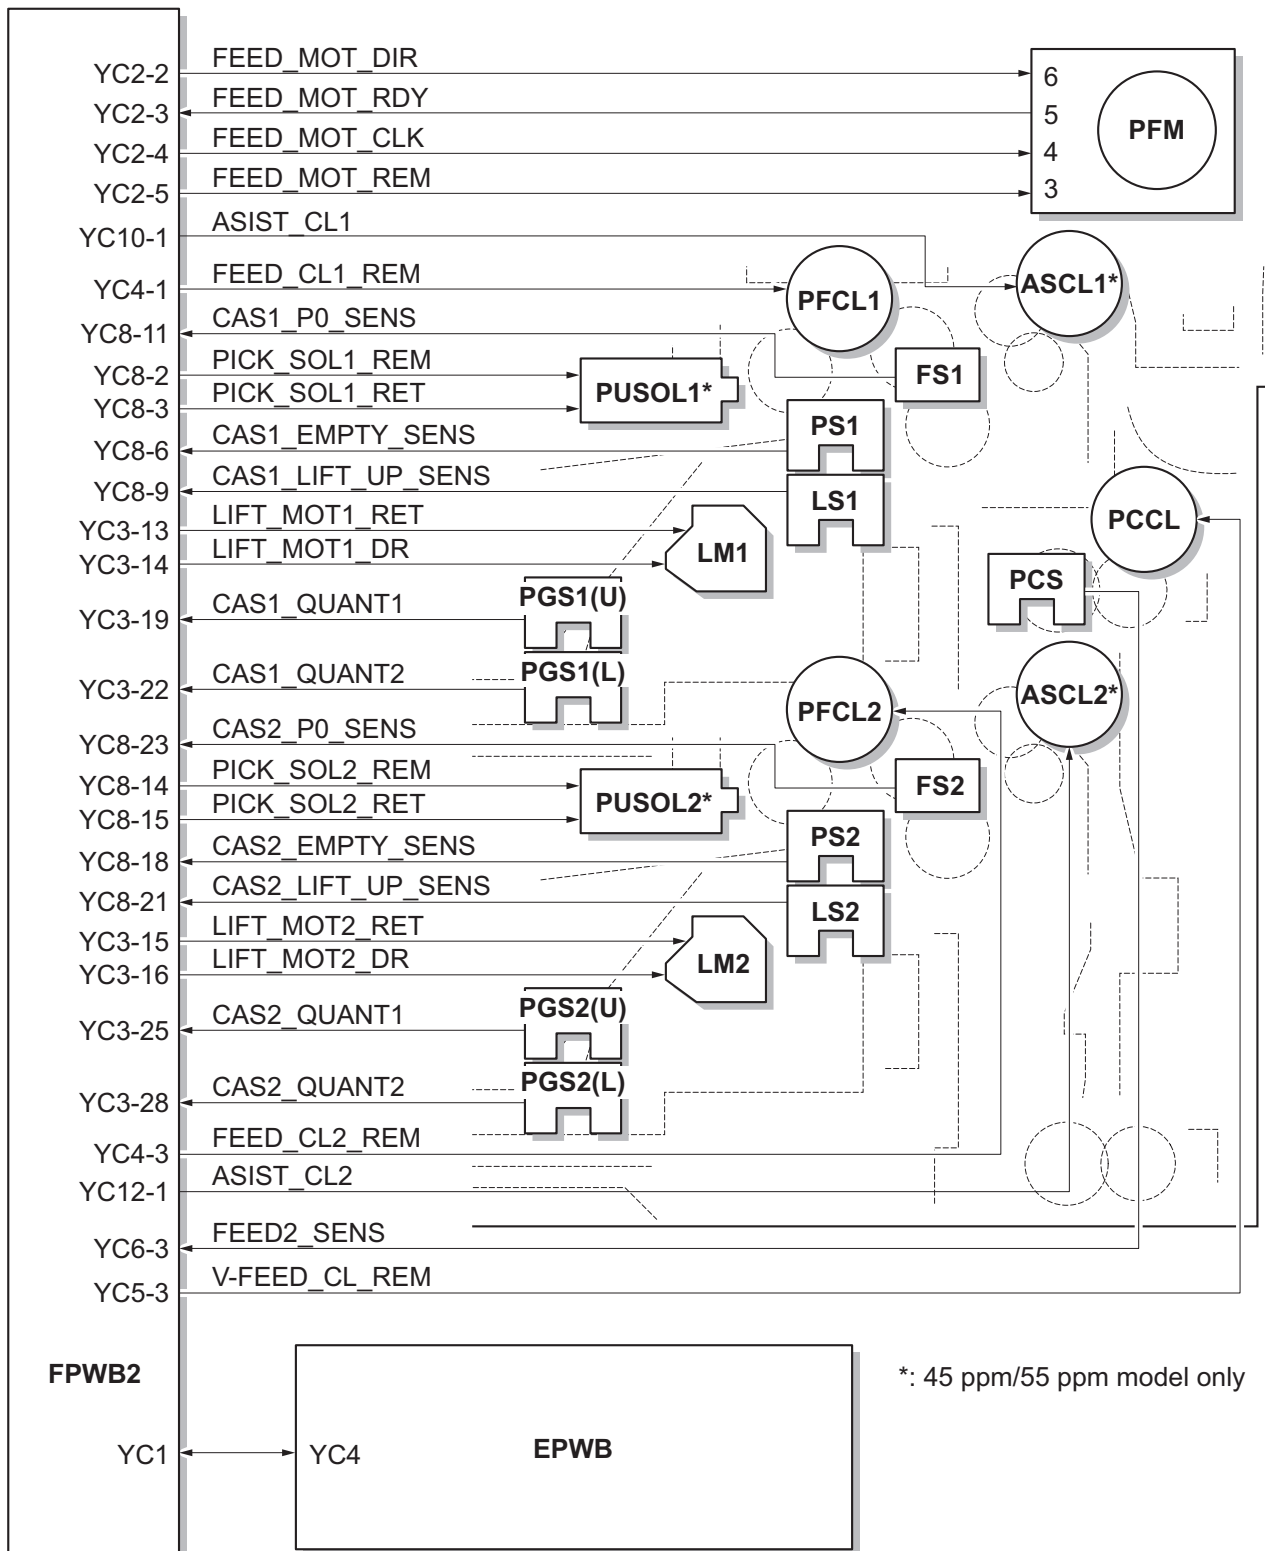 YC2-2 FEED_MOT_DIR 6
YC2-3 FEED_MOT_RDY 5 PFM
YC2-4 FEED_MOT_CLK 4
YC2-5 FEED_MOT_REM 3
YC10-1 ASIST_CL1 ASCL1*
YC4-1 FEED_CL1_REM PFCL1
YC8-11 CAS1_P0_SENS FS1
YC8-2 PICK_SOL1_REM PUSOL1*
YC8-3 PICK_SOL1_RET
YC8-6 CAS1_EMPTY_SENS PS1
YC8-9 CAS1_LIFT_UP_SENS LS1
PCCL
YC3-13 LIFT_MOT1_RET LM1
YC3-14 LIFT_MOT1_DR
PCS
YC3-19 CAS1_QUANT1 PGS1(U)
YC3-22 CAS1_QUANT2 PGS1(L)
PFCL2 ASCL2*
YC8-23 CAS2_P0_SENS FS2
YC8-14 PICK_SOL2_REM PUSOL2*
YC8-15 PICK_SOL2_RET
YC8-18 CAS2_EMPTY_SENS PS2
YC8-21 CAS2_LIFT_UP_SENS LS2
YC3-15 LIFT_MOT2_RET LM2
YC3-16 LIFT_MOT2_DR
YC3-25 CAS2_QUANT1 PGS2(U)
YC3-28 CAS2_QUANT2 PGS2(L)
YC4-3 FEED_CL2_REM
YC12-1 ASIST_CL2
YC6-3 FEED2_SENS
YC5-3 V-FEED_CL_REM
FPWB2 *: 45 ppm/55 ppm model only
YC1 YC4 EPWB